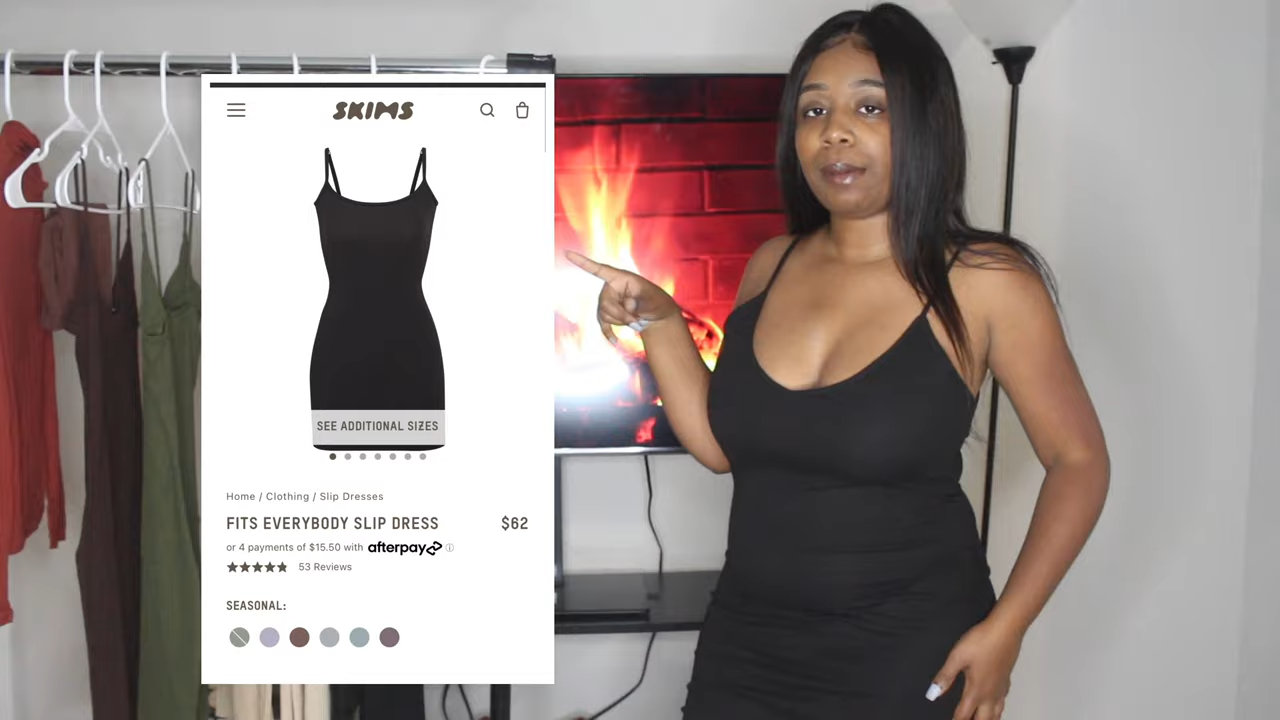 SKIMS
SEE ADDITIONAL SIZES
Home / Clothing / Slip Dresses
FITS EVERYBODY SLIP DRESS $62
or 4 payments of $15.50 with afterpay
53 Reviews
SEASONAL: